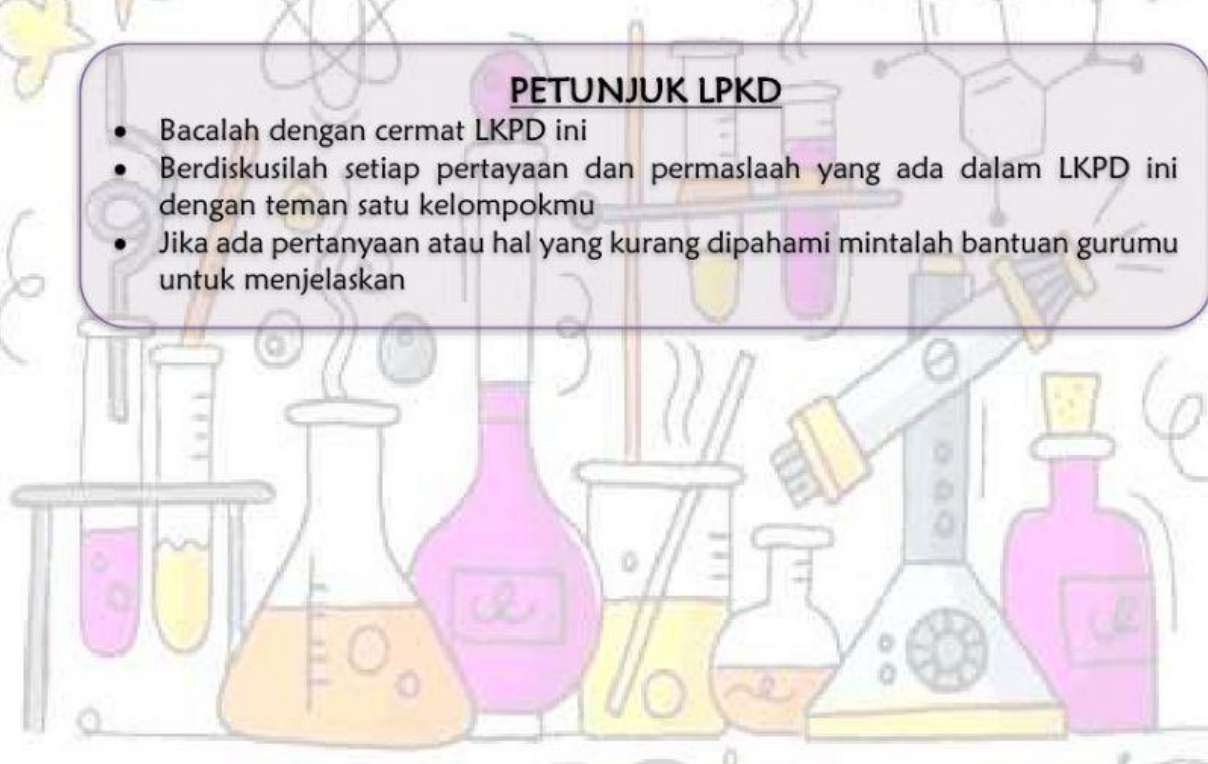 PETUNJUK LPKD
• Bacalah dengan cermat LKPD ini
• Berdiskusilah setiap pertayaan dan permaslaah yang ada dalam LKPD ini
dengan teman satu kelompokmu
• Jika ada pertanyaan atau hal yang kurang dipahami mintalah bantuan gurumu
untuk menjelaskan